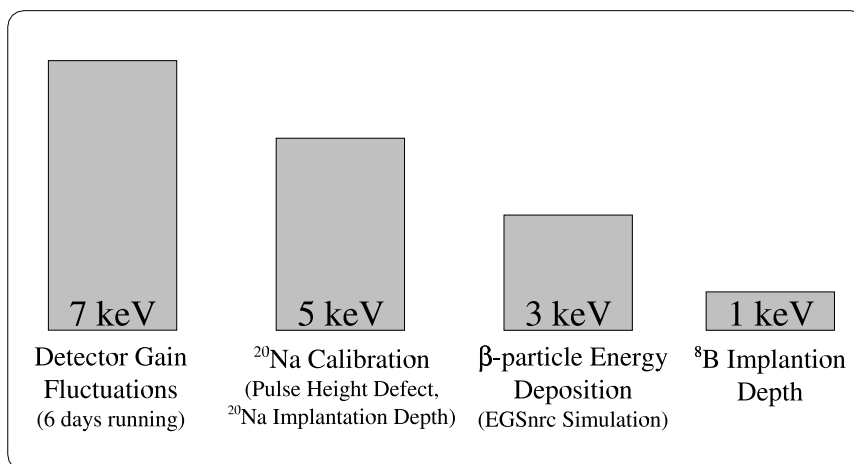 7 keV
Detector Gain
Fluctuations
(6 days running)
5 keV
²⁰Na Calibration
(Pulse Height Defect,
²⁰Na Implantation Depth)
3 keV
β-particle Energy
Deposition
(EGSnrc Simulation)
1 keV
⁸B Implantion
Depth